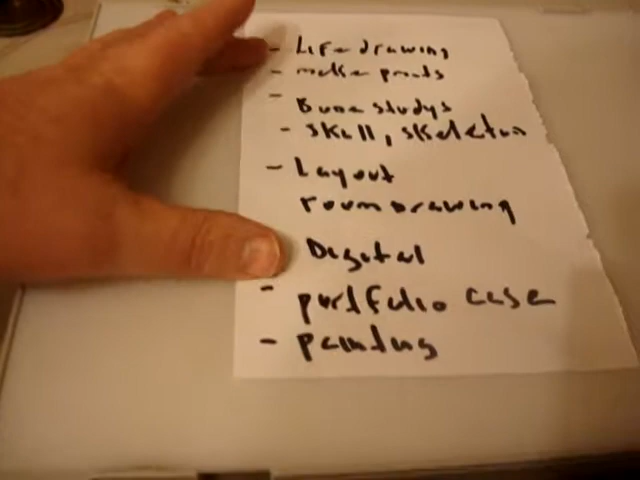 - Life drawing
- make prints
- Bone studys
- skull, skeleton
- Layout
room drawing
Digital
- portfolio case
- painting